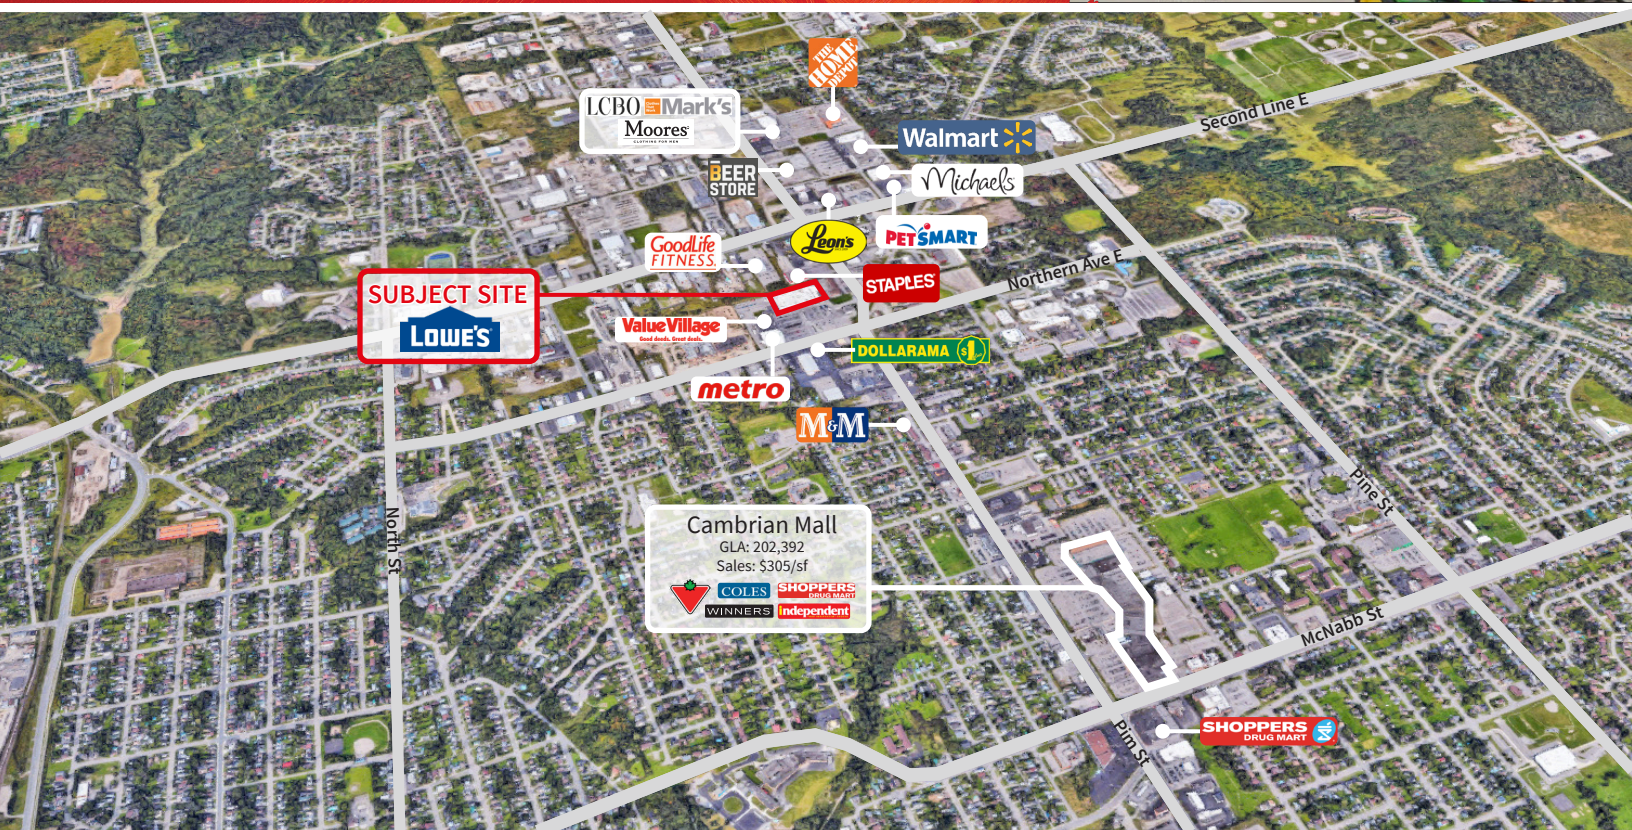 THE
HOME
DEPOT
LCBO Mark's
Moores
CLOTHING FOR MEN
Second Line E
Walmart
BEER
STORE
Michaels
Leon's
PETSMART
GoodLife
FITNESS
Northern Ave E
STAPLES
SUBJECT SITE
LOWE'S
ValueVillage
Good deeds. Great deals.
DOLLARAMA $1
metro
M&M
Pine St
North St
Cambrian Mall
GLA: 202,392
Sales: $305/sf
COLES SHOPPERS
DRUG MART
WINNERS Independent
McNabb St
Pim St
SHOPPERS
DRUG MART